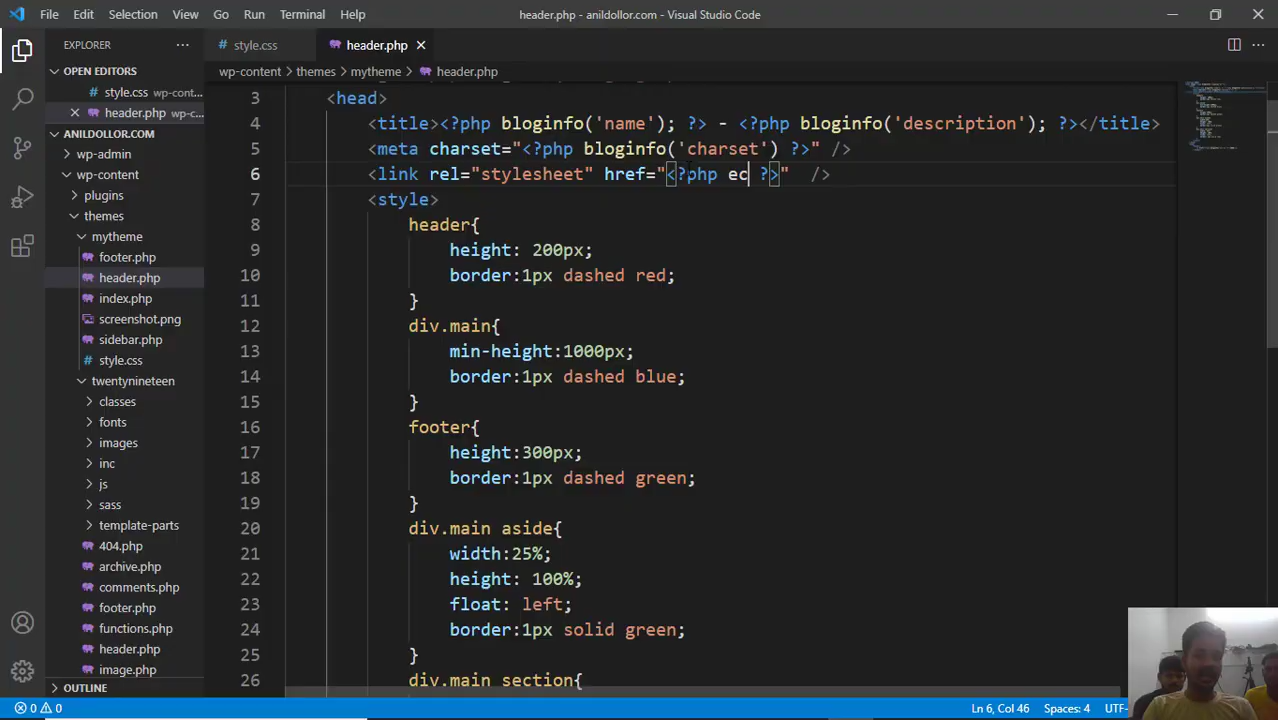 File Edit Selection View Go Run Terminal Help header.php - anildollor.com - Visual Studio Code
EXPLORER
style.css header.php
OPEN EDITORS
wp-content > themes > mytheme > header.php
style.css wp-cont...
header.php wp-c...
ANILDOLLOR.COM
wp-admin
wp-content
plugins
themes
mytheme
footer.php
header.php
index.php
screenshot.png
sidebar.php
style.css
twentynineteen
classes
fonts
images
inc
js
sass
template-parts
404.php
archive.php
comments.php
footer.php
functions.php
header.php
image.php
OUTLINE
3 <head>
4 <title><?php bloginfo('name'); ?> - <?php bloginfo('description'); ?></title>
5 <meta charset="<?php bloginfo('charset') ?>" />
6 <link rel="stylesheet" href="<?php ec ?>"  />
7 <style>
8 header{
9 height: 200px;
10 border:1px dashed red;
11 }
12 div.main{
13 min-height:1000px;
14 border:1px dashed blue;
15 }
16 footer{
17 height:300px;
18 border:1px dashed green;
19 }
20 div.main aside{
21 width:25%;
22 height: 100%;
23 float: left;
24 border:1px solid green;
25 }
26 div.main section{
0 0 Ln 6, Col 46 Spaces: 4 UTF-